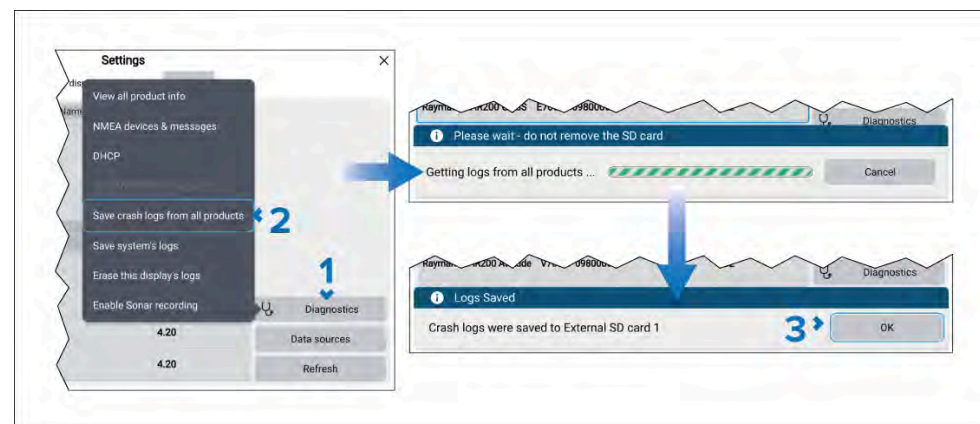 Settings
View all product info
NMEA devices & messages
DHCP
Save crash logs from all products
2
Save system's logs
Erase this display's logs
Enable Sonar recording
1
Diagnostics
4.20
Data sources
4.20
Refresh
Diagnostics
Please wait - do not remove the SD card
Getting logs from all products ...
Cancel
Diagnostics
Logs Saved
Crash logs were saved to External SD card 1
3
OK